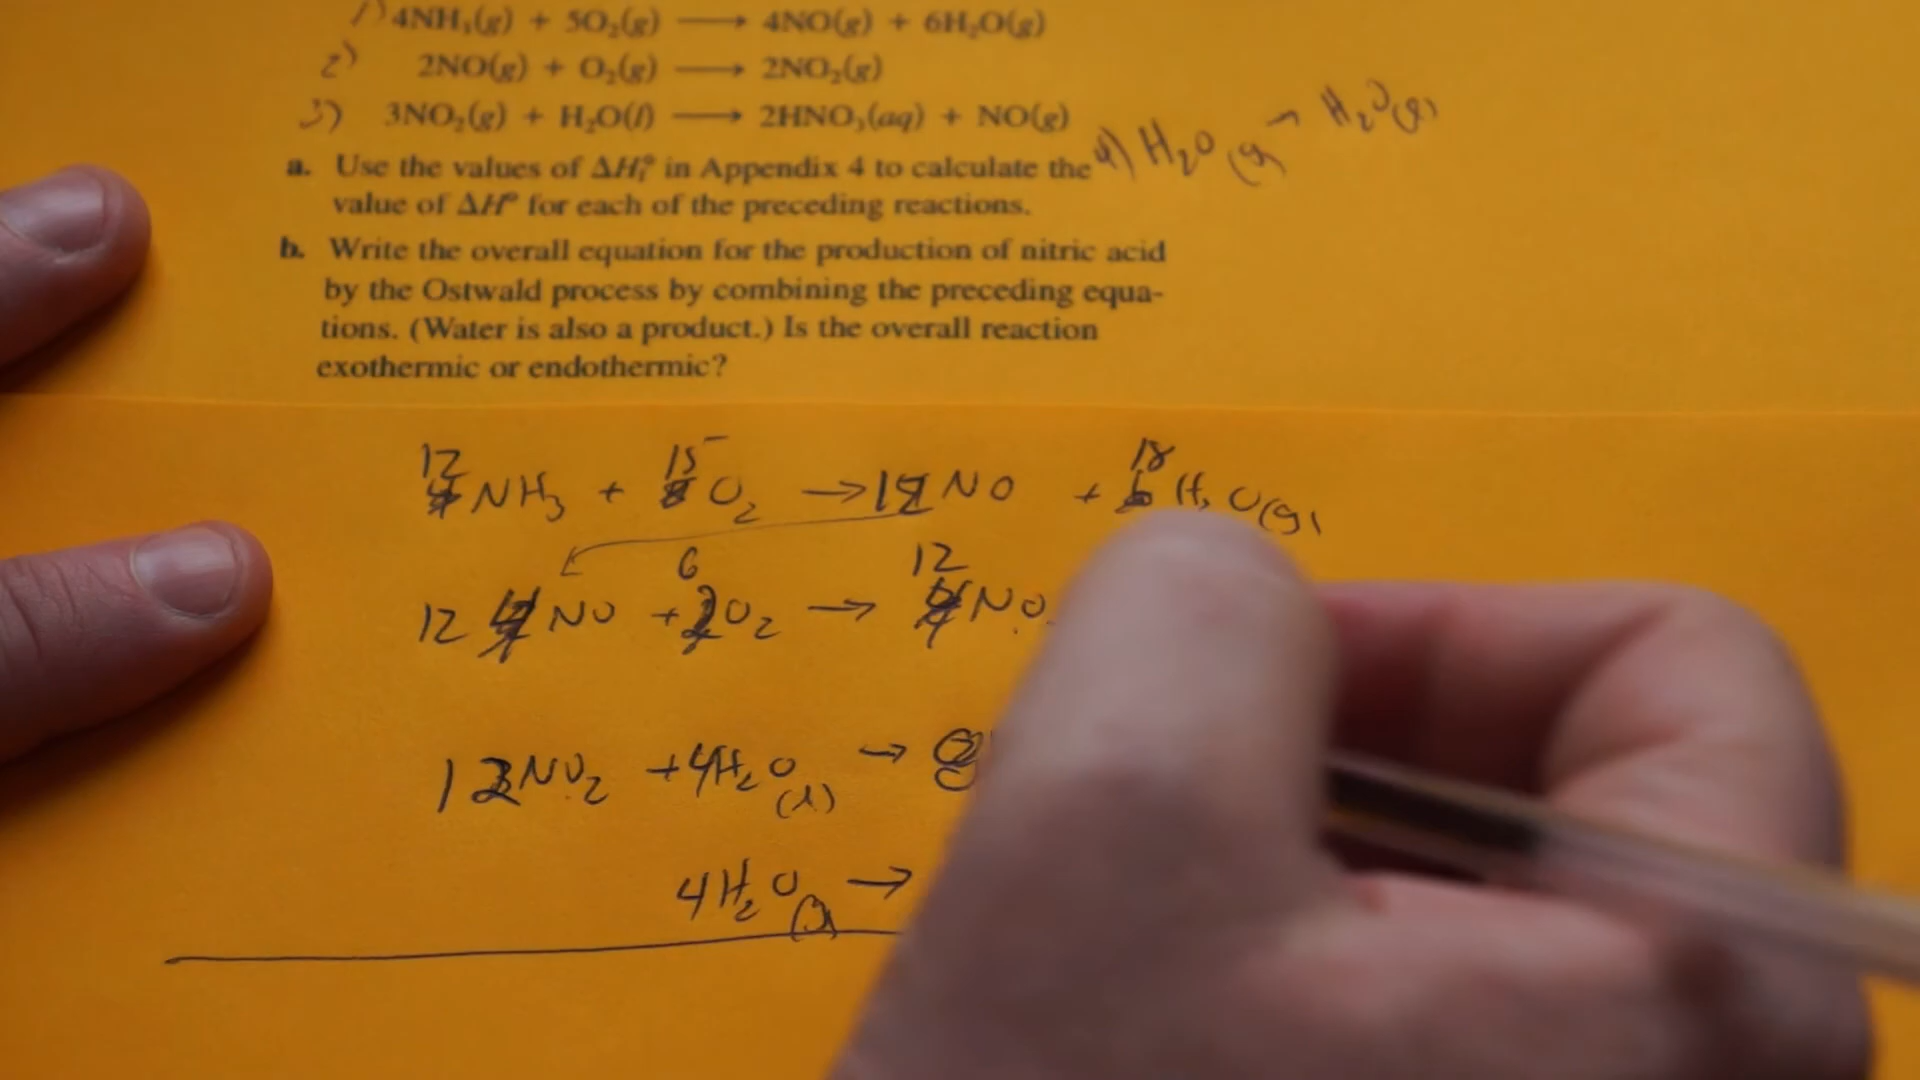 1) 4NH₃(g) + 5O₂(g) ⟶ 4NO(g) + 6H₂O(g)
2) 2NO(g) + O₂(g) ⟶ 2NO₂(g)
3) 3NO₂(g) + H₂O(l) ⟶ 2HNO₃(aq) + NO(g)
4) H₂O(g) → H₂O(l)
a. Use the values of ΔH°f in Appendix 4 to calculate the
value of ΔH° for each of the preceding reactions.
b. Write the overall equation for the production of nitric acid
by the Ostwald process by combining the preceding equa-
tions. (Water is also a product.) Is the overall reaction
exothermic or endothermic?
12 NH₃ + 15 O₂ → 12 NO + 18 H₂O(g)
12 NO + 6 O₂ → 12 NO
12 NO₂ + 4H₂O(l) →
4H₂O(g) →